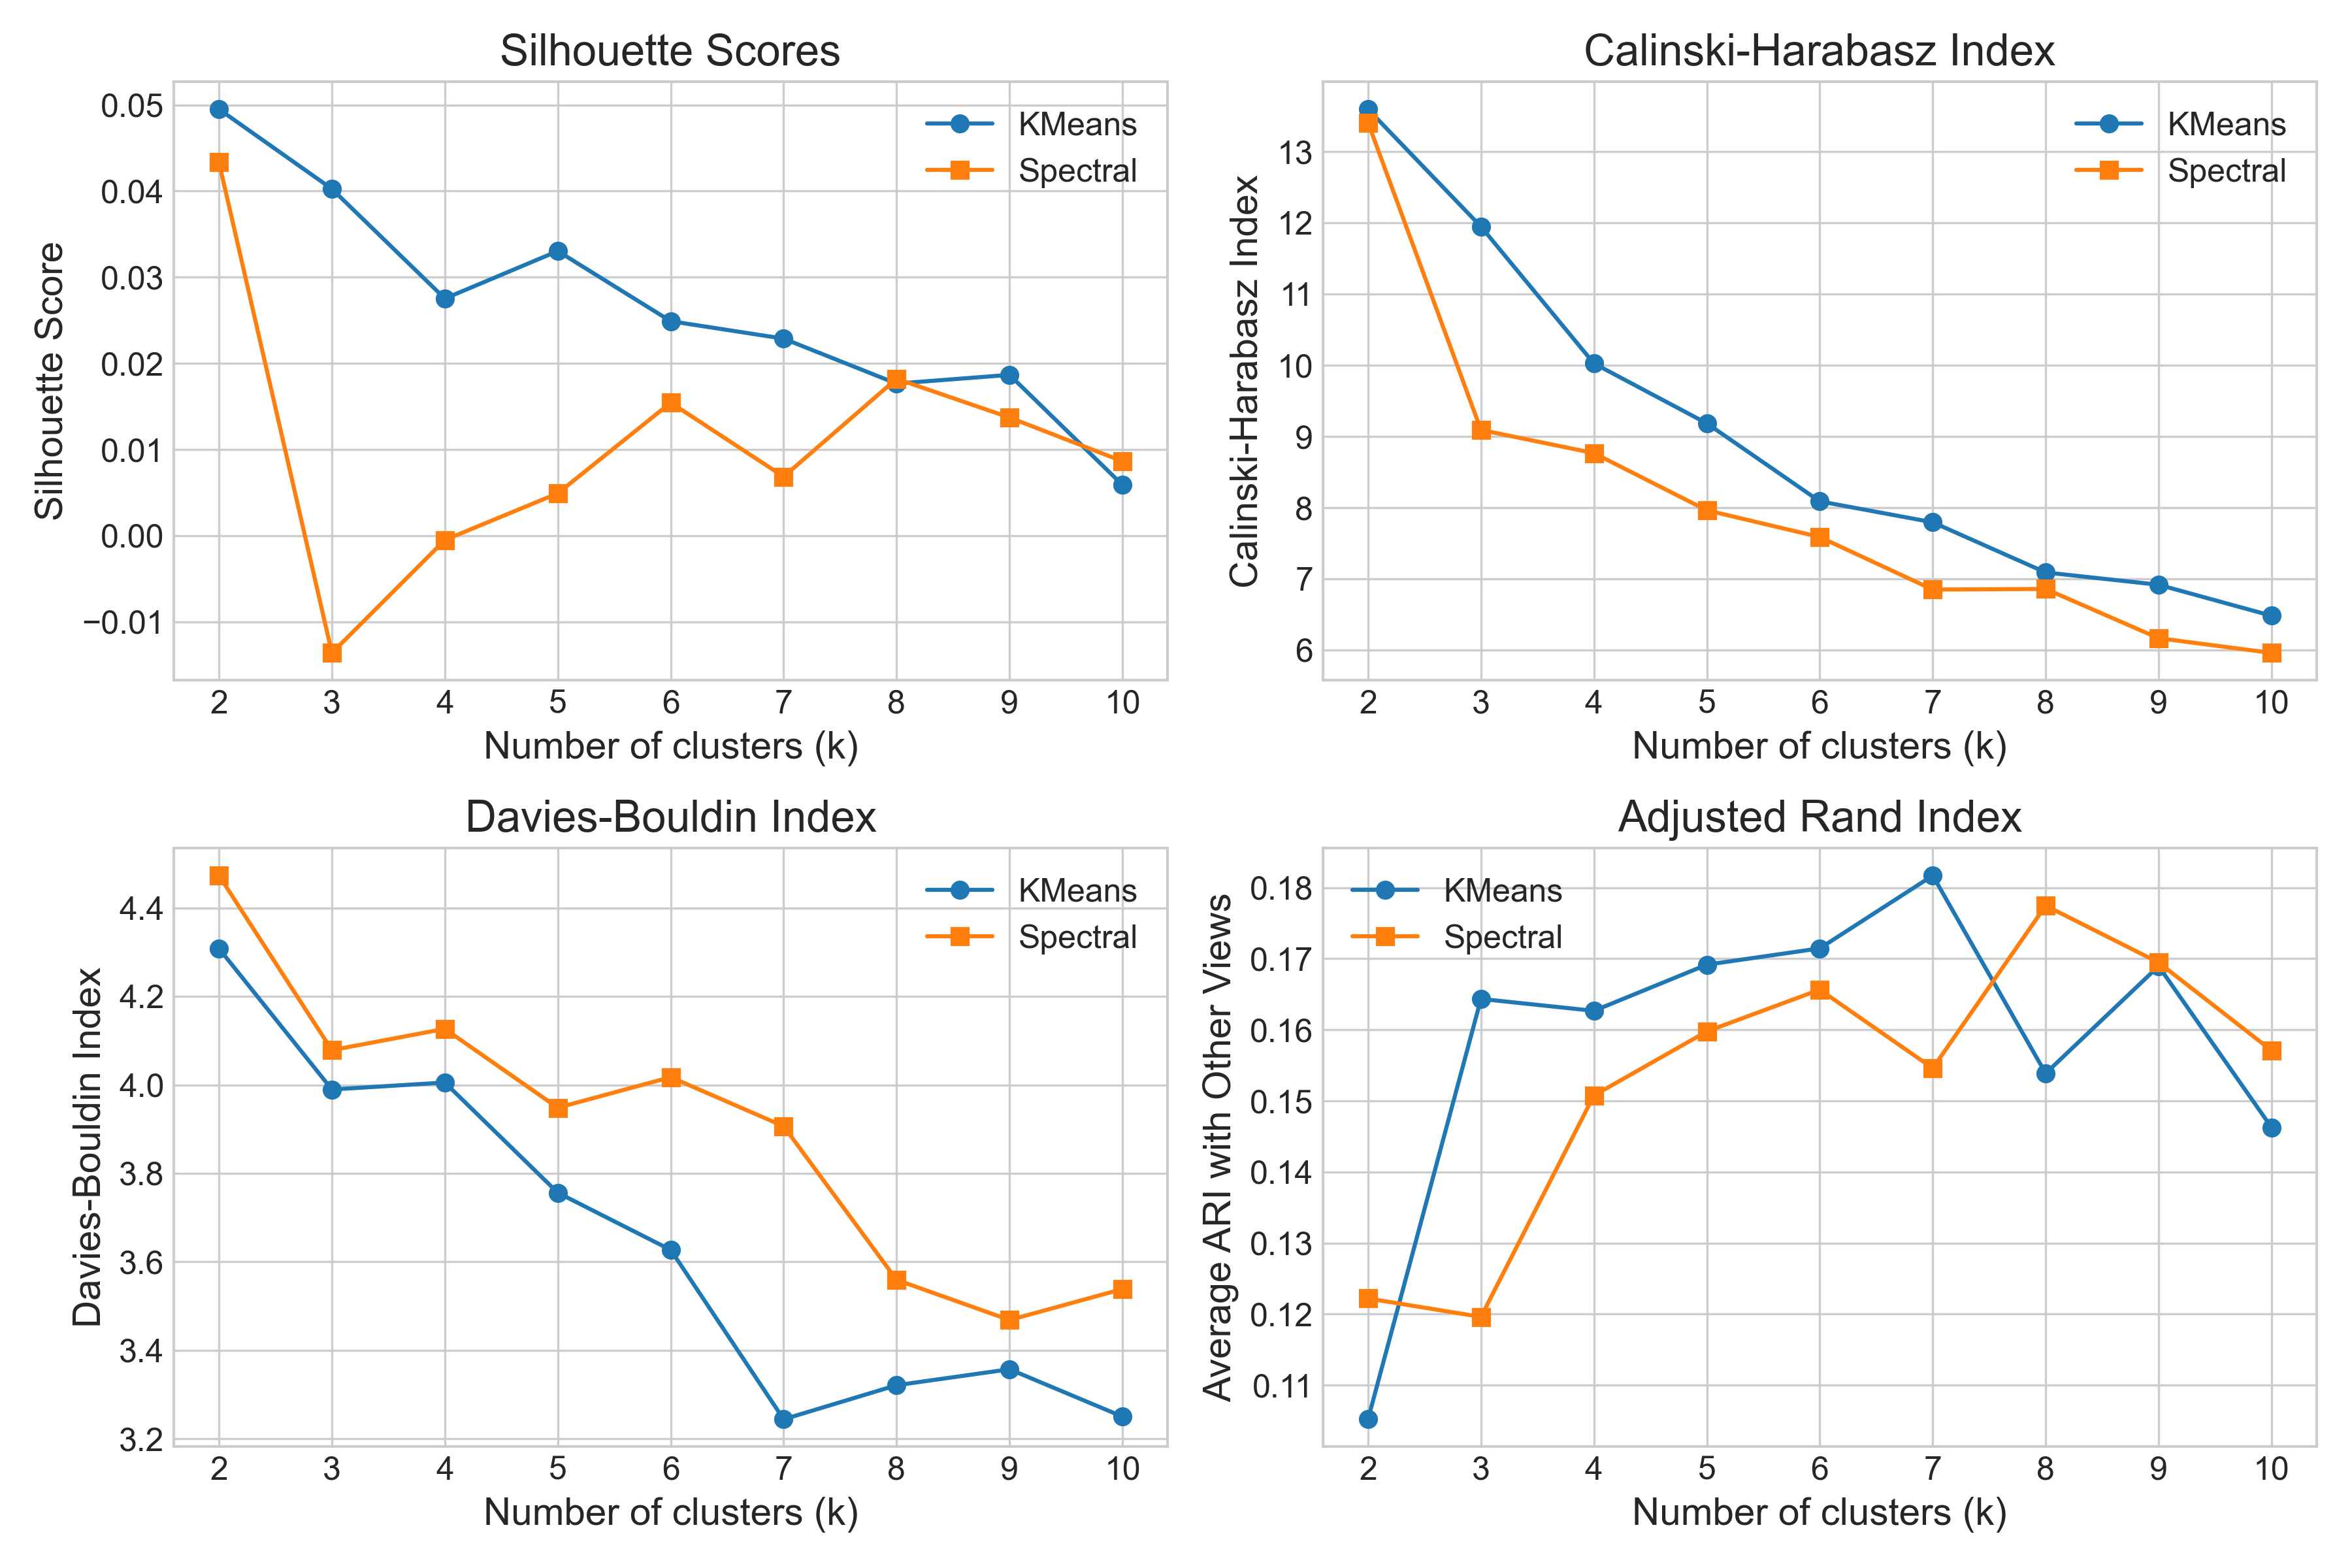 Silhouette Scores
Silhouette Score
0.05
0.04
0.03
0.02
0.01
0.00
−0.01
KMeans
Spectral
2 3 4 5 6 7 8 9 10
Number of clusters (k)
Calinski-Harabasz Index
Calinski-Harabasz Index
13
12
11
10
9
8
7
6
KMeans
Spectral
2 3 4 5 6 7 8 9 10
Number of clusters (k)
Davies-Bouldin Index
Davies-Bouldin Index
4.4
4.2
4.0
3.8
3.6
3.4
3.2
KMeans
Spectral
2 3 4 5 6 7 8 9 10
Number of clusters (k)
Adjusted Rand Index
Average ARI with Other Views
0.18
0.17
0.16
0.15
0.14
0.13
0.12
0.11
KMeans
Spectral
2 3 4 5 6 7 8 9 10
Number of clusters (k)